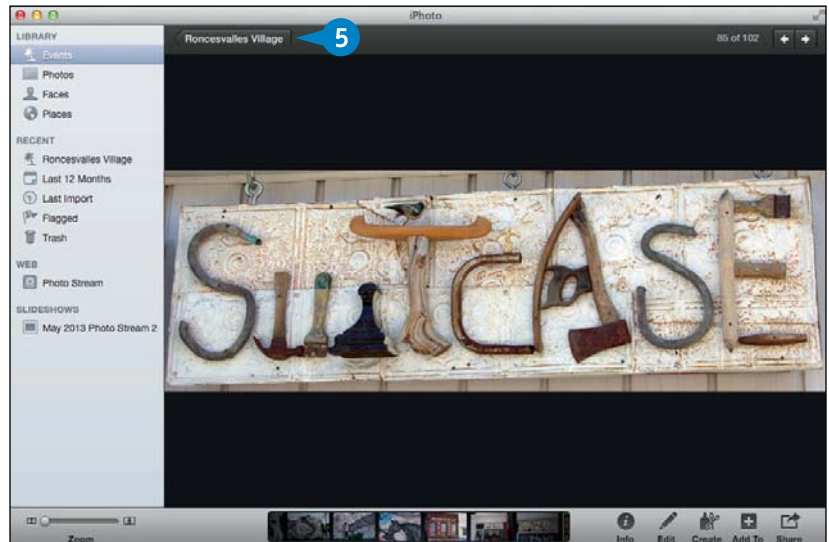 iPhoto
LIBRARY
Events
Photos
Faces
Places
RECENT
Roncesvalles Village
Last 12 Months
Last Import
Flagged
Trash
WEB
Photo Stream
SLIDESHOWS
May 2013 Photo Stream 2
Roncesvalles Village
5
85 of 102
SUITCASE
Zoom
Info Edit Create Add To Share